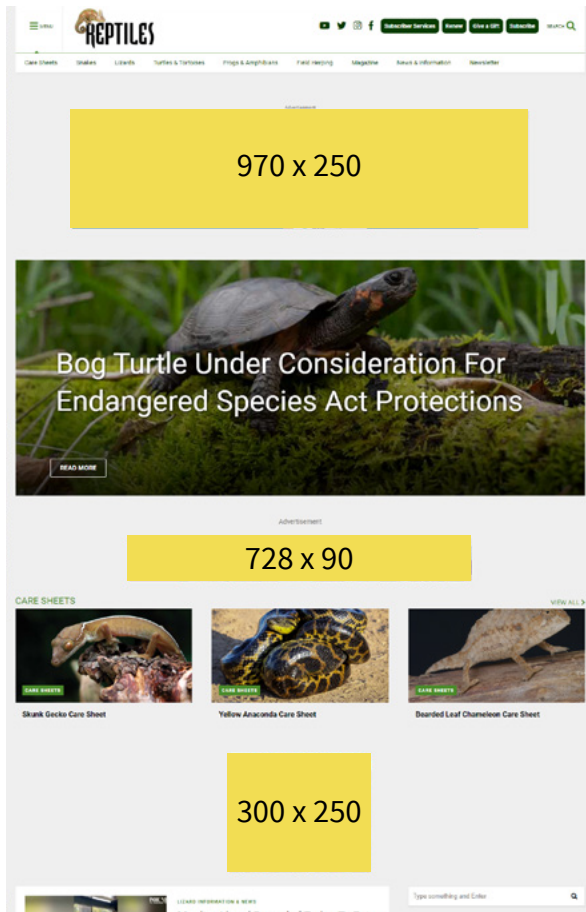 MENU
REPTILES
Subscriber Services
Renew
Give a Gift
Subscribe
SEARCH
Care Sheets
Snakes
Lizards
Turtles & Tortoises
Frogs & Amphibians
Field Herping
Magazine
News & Information
Newsletter
Advertisement
970 x 250
Bog Turtle Under Consideration For
Endangered Species Act Protections
READ MORE
Advertisement
728 x 90
CARE SHEETS
VIEW ALL
CARE SHEETS
CARE SHEETS
CARE SHEETS
Skunk Gecko Care Sheet
Yellow Anaconda Care Sheet
Bearded Leaf Chameleon Care Sheet
300 x 250
Type something and Enter
LIZARD INFORMATION & NEWS